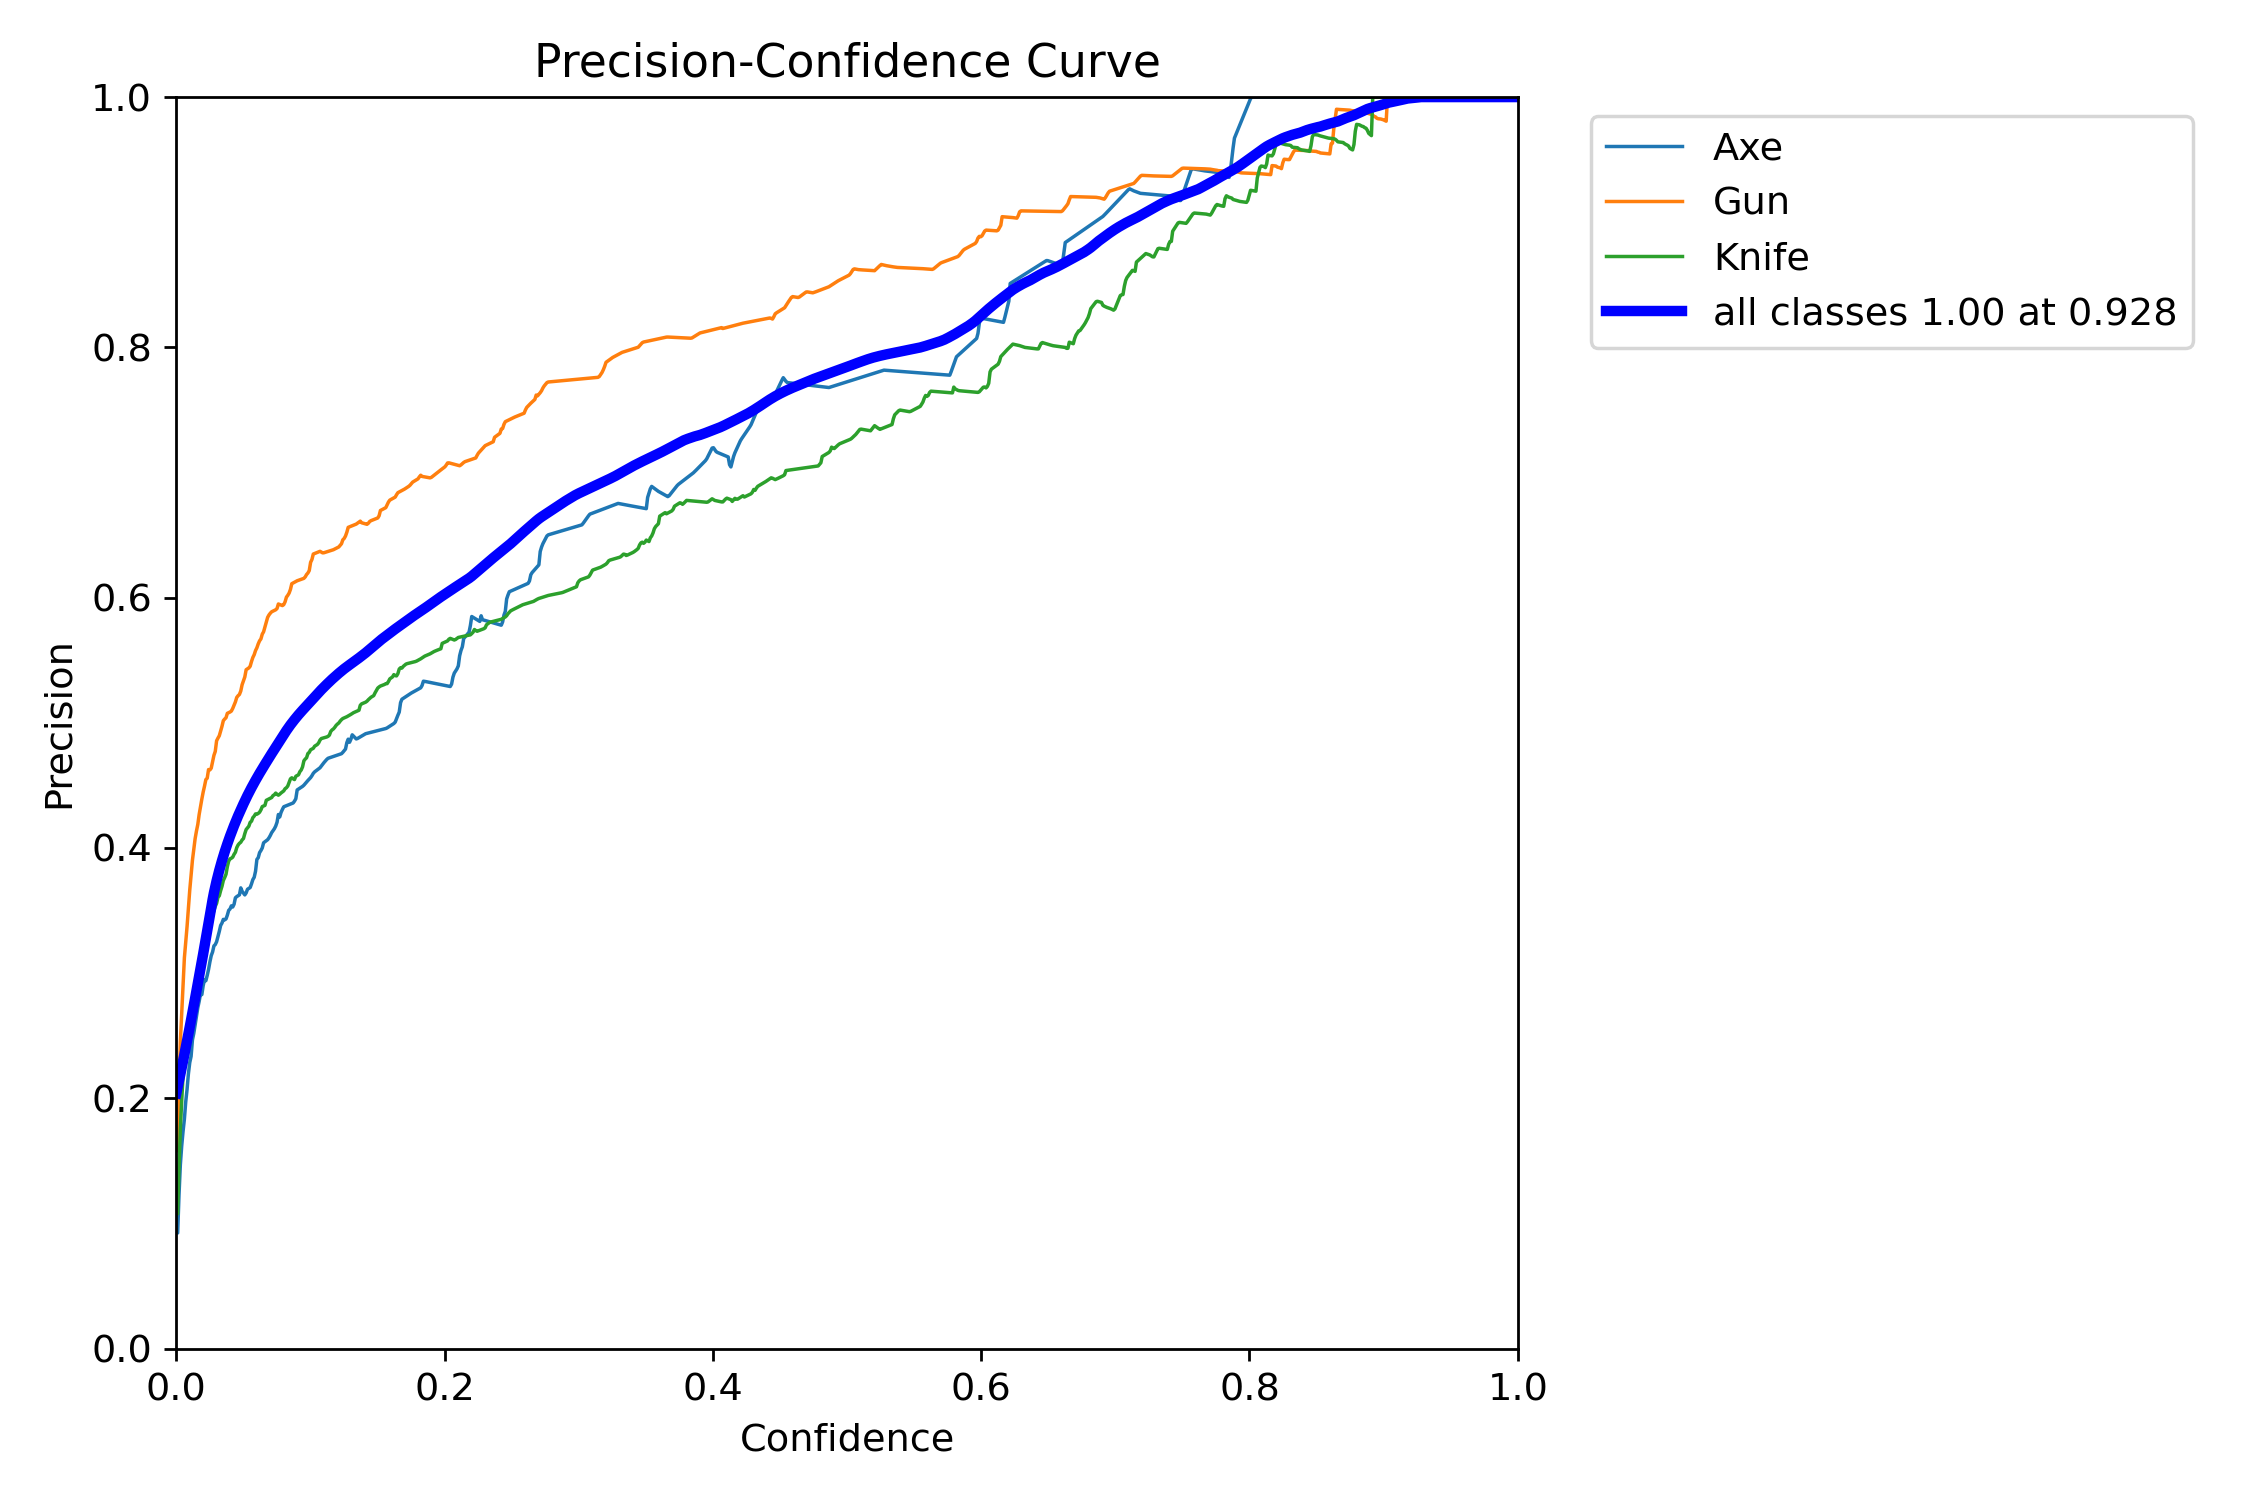 Precision-Confidence Curve
1.0
0.8
0.6
0.4
0.2
0.0
Precision
0.0 0.2 0.4 0.6 0.8 1.0
Confidence
Axe
Gun
Knife
all classes 1.00 at 0.928